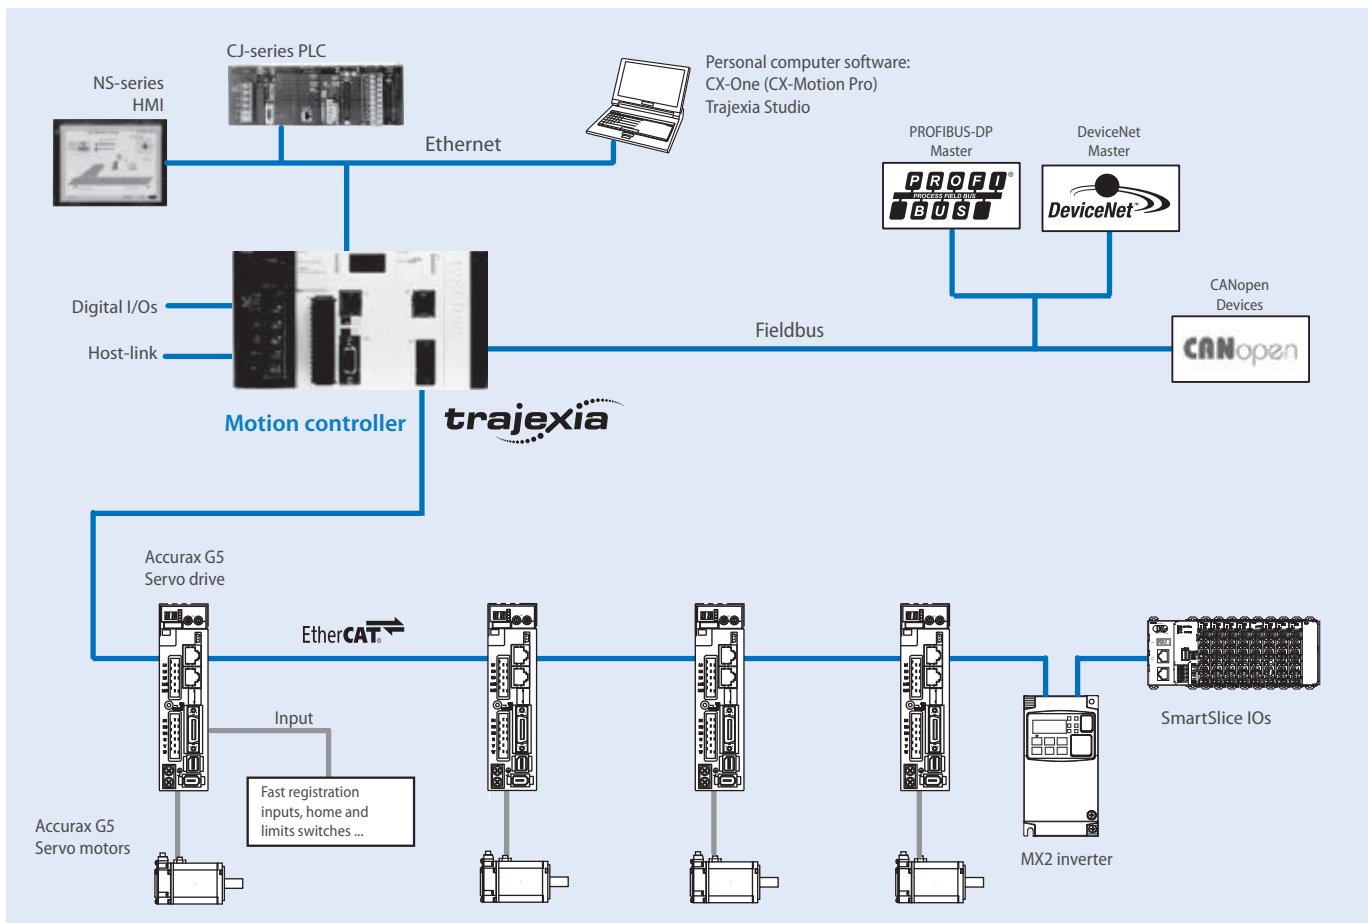 CJ-series PLC
NS-series
HMI
Personal computer software:
CX-One (CX-Motion Pro)
Trajexia Studio
Ethernet
PROFIBUS-DP
Master
DeviceNet
Master
PROFI®
PROCESS FIELD BUS
BUS
DeviceNet™
Digital I/Os
Host-link
Fieldbus
CANopen
Devices
CANopen
Motion controller
trajexia
Accurax G5
Servo drive
EtherCAT®
Input
Fast registration
inputs, home and
limits switches ...
SmartSlice IOs
Accurax G5
Servo motors
MX2 inverter